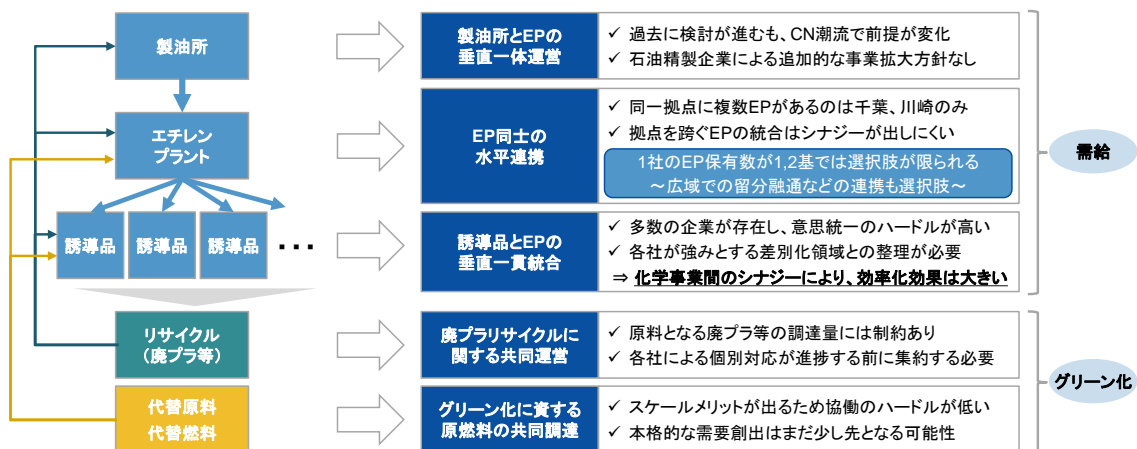 製油所
製油所とEPの
垂直一体運営
✓ 過去に検討が進むも、CN潮流で前提が変化
✓ 石油精製企業による追加的な事業拡大方針なし
エチレン
プラント
EP同士の
水平連携
✓ 同一拠点に複数EPがあるのは千葉、川崎のみ
✓ 拠点を跨ぐEPの統合はシナジーが出しにくい
1社のEP保有数が1,2基では選択肢が限られる
～広域での留分融通などの連携も選択肢～
需給
誘導品
誘導品
誘導品
・・・
誘導品とEPの
垂直一貫統合
✓ 多数の企業が存在し、意思統一のハードルが高い
✓ 各社が強みとする差別化領域との整理が必要
⇒ 化学事業間のシナジーにより、効率化効果は大きい
リサイクル
（廃プラ等）
廃プラリサイクルに
関する共同運営
✓ 原料となる廃プラ等の調達量には制約あり
✓ 各社による個別対応が進捗する前に集約する必要
グリーン化
代替原料
代替燃料
グリーン化に資する
原燃料の共同調達
✓ スケールメリットが出るため協働のハードルが低い
✓ 本格的な需要創出はまだ少し先となる可能性